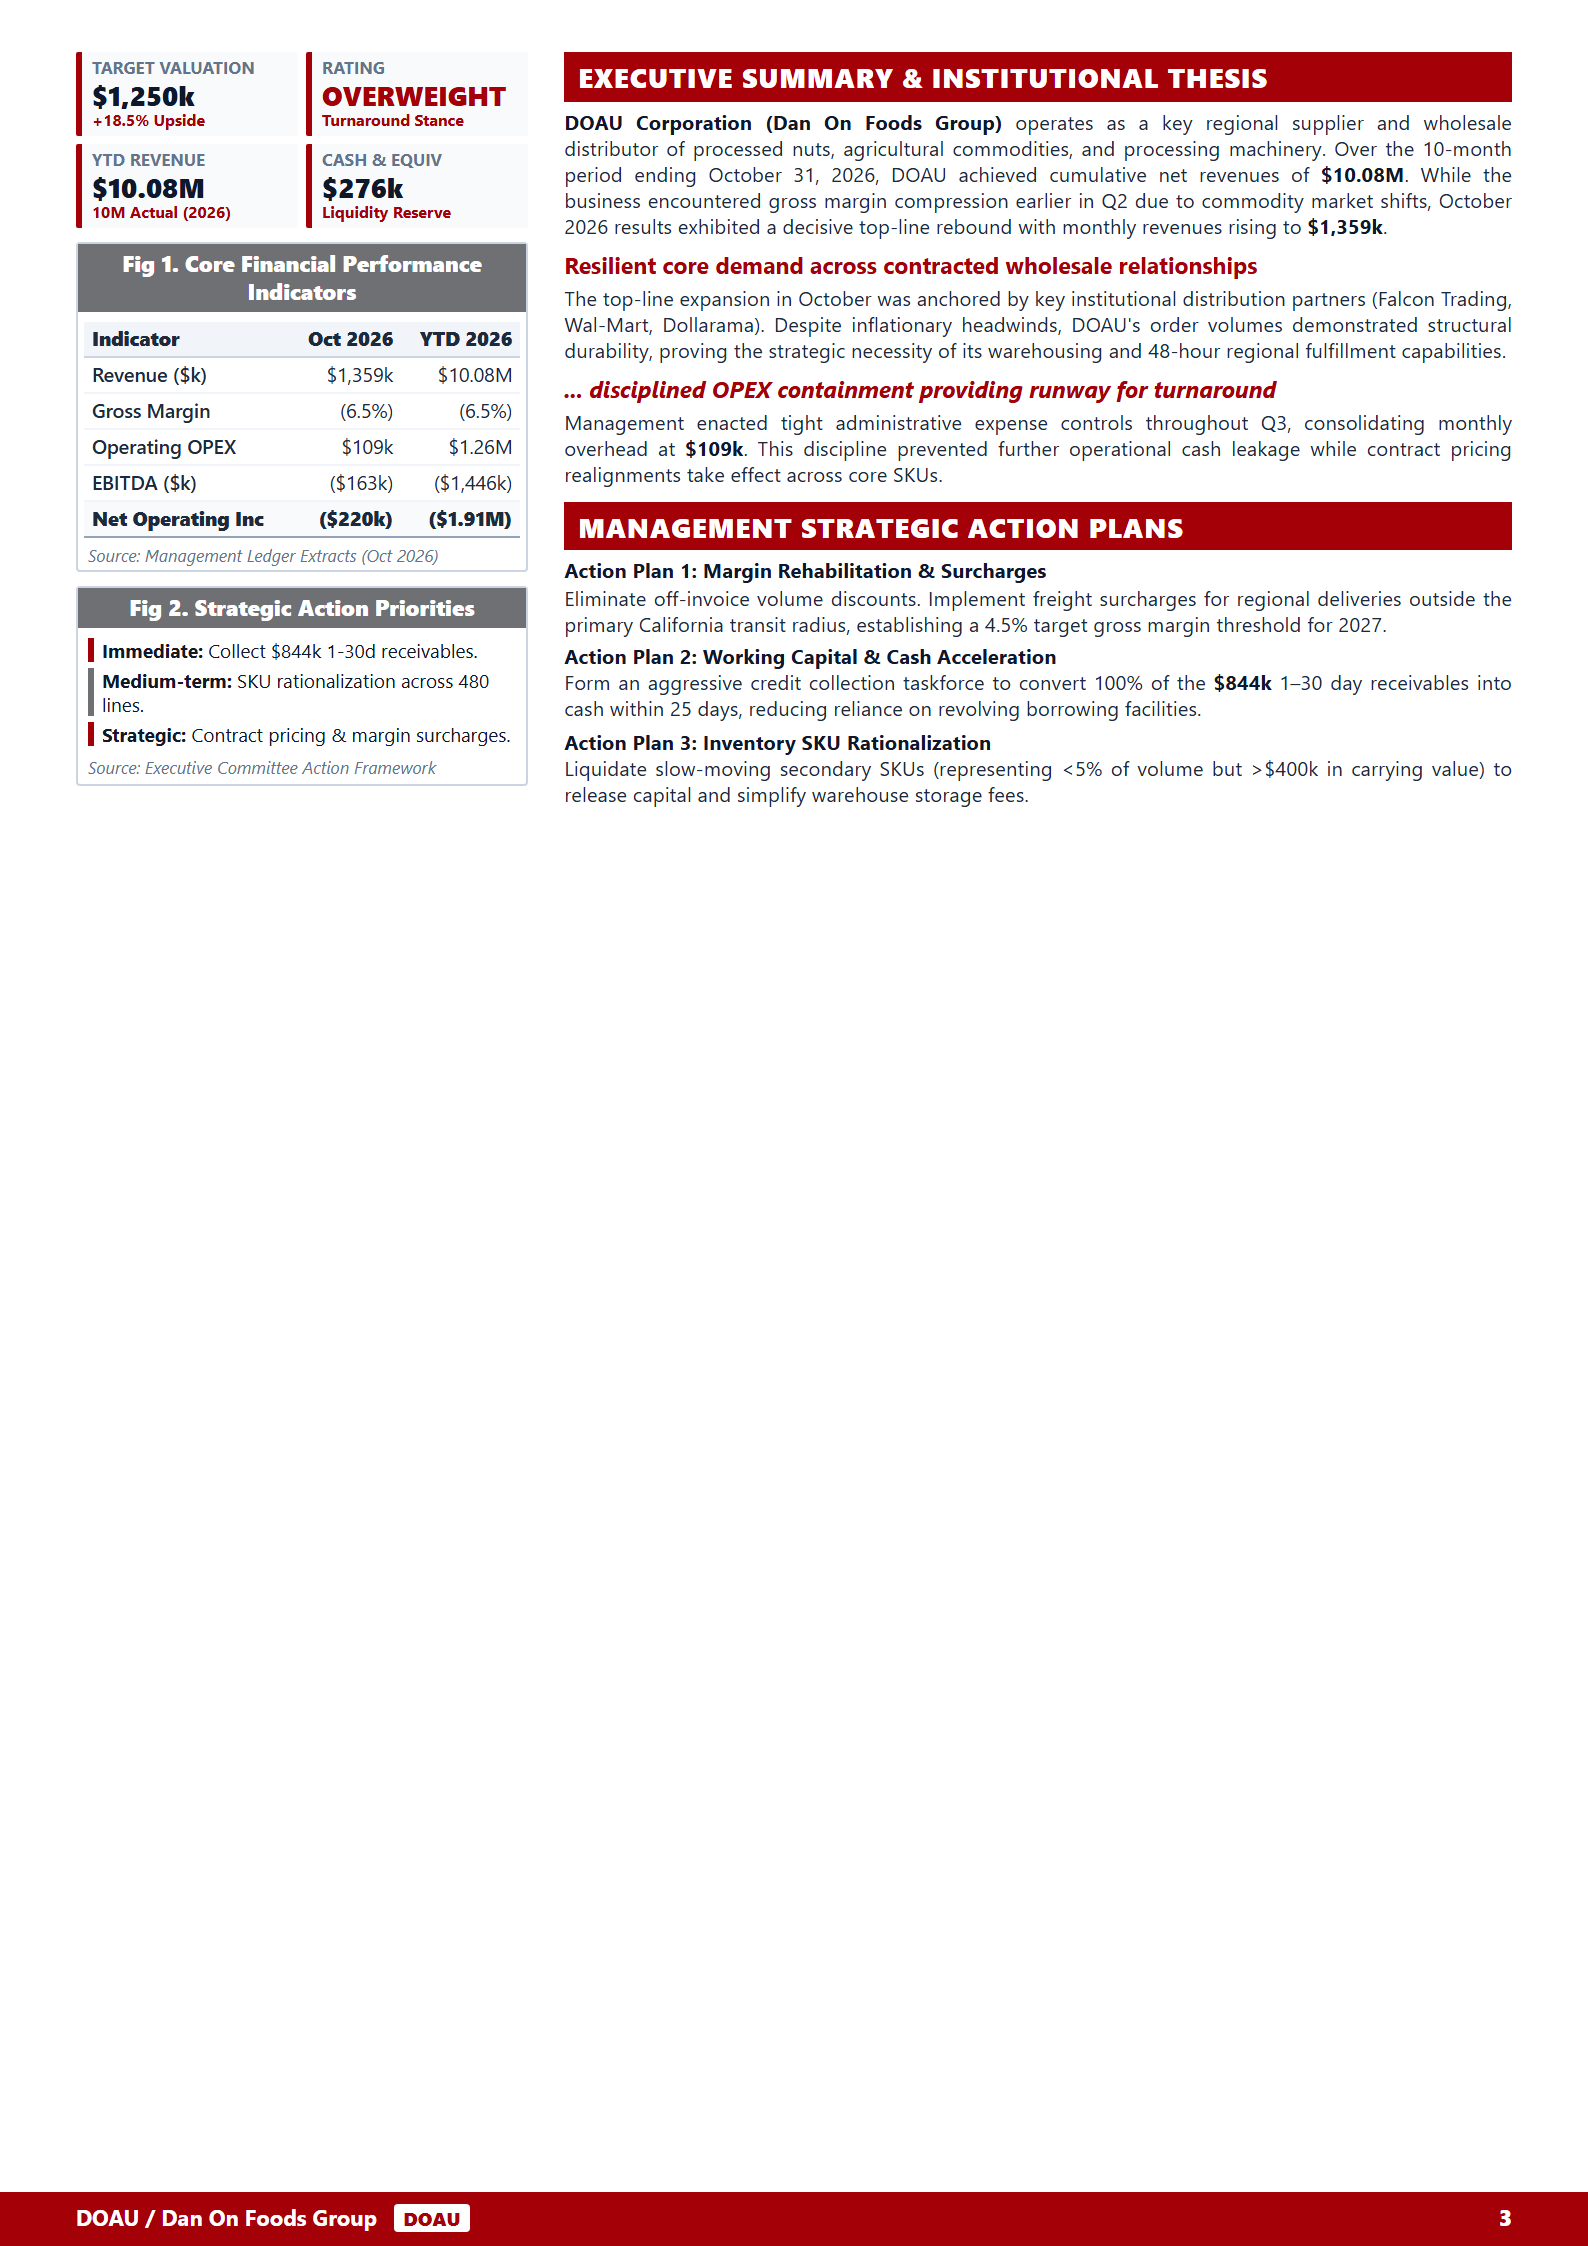 TARGET VALUATION
$1,250k
+18.5% Upside
RATING
OVERWEIGHT
Turnaround Stance
YTD REVENUE
$10.08M
10M Actual (2026)
CASH & EQUIV
$276k
Liquidity Reserve
Fig 1. Core Financial Performance
Indicators
Indicator Oct 2026 YTD 2026
Revenue ($k) $1,359k $10.08M
Gross Margin (6.5%) (6.5%)
Operating OPEX $109k $1.26M
EBITDA ($k) ($163k) ($1,446k)
Net Operating Inc ($220k) ($1.91M)
Source: Management Ledger Extracts (Oct 2026)
Fig 2. Strategic Action Priorities
Immediate: Collect $844k 1-30d receivables.
Medium-term: SKU rationalization across 480
lines.
Strategic: Contract pricing & margin surcharges.
Source: Executive Committee Action Framework
EXECUTIVE SUMMARY & INSTITUTIONAL THESIS
DOAU Corporation (Dan On Foods Group) operates as a key regional supplier and wholesale
distributor of processed nuts, agricultural commodities, and processing machinery. Over the 10-month
period ending October 31, 2026, DOAU achieved cumulative net revenues of $10.08M. While the
business encountered gross margin compression earlier in Q2 due to commodity market shifts, October
2026 results exhibited a decisive top-line rebound with monthly revenues rising to $1,359k.
Resilient core demand across contracted wholesale relationships
The top-line expansion in October was anchored by key institutional distribution partners (Falcon Trading,
Wal-Mart, Dollarama). Despite inflationary headwinds, DOAU's order volumes demonstrated structural
durability, proving the strategic necessity of its warehousing and 48-hour regional fulfillment capabilities.
... disciplined OPEX containment providing runway for turnaround
Management enacted tight administrative expense controls throughout Q3, consolidating monthly
overhead at $109k. This discipline prevented further operational cash leakage while contract pricing
realignments take effect across core SKUs.
MANAGEMENT STRATEGIC ACTION PLANS
Action Plan 1: Margin Rehabilitation & Surcharges
Eliminate off-invoice volume discounts. Implement freight surcharges for regional deliveries outside the
primary California transit radius, establishing a 4.5% target gross margin threshold for 2027.
Action Plan 2: Working Capital & Cash Acceleration
Form an aggressive credit collection taskforce to convert 100% of the $844k 1–30 day receivables into
cash within 25 days, reducing reliance on revolving borrowing facilities.
Action Plan 3: Inventory SKU Rationalization
Liquidate slow-moving secondary SKUs (representing <5% of volume but >$400k in carrying value) to
release capital and simplify warehouse storage fees.
DOAU / Dan On Foods Group DOAU 3